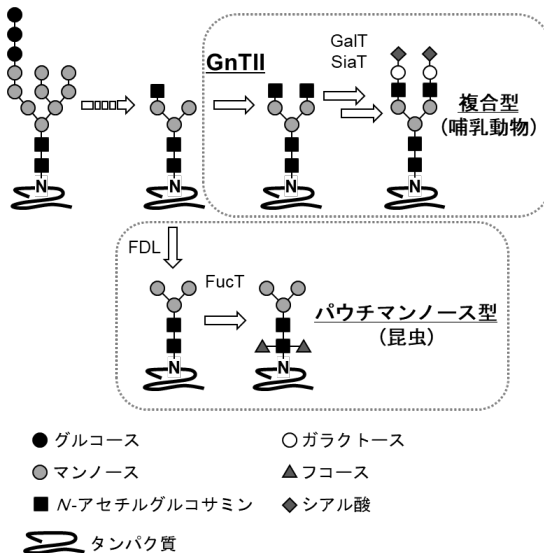 GnTII
GalT
SiaT
複合型
(哺乳動物)
N
N
N
N
FDL
FucT
パウチマンノース型
(昆虫)
N
N
グルコース
ガラクトース
マンノース
フコース
N-アセチルグルコサミン
シアル酸
タンパク質